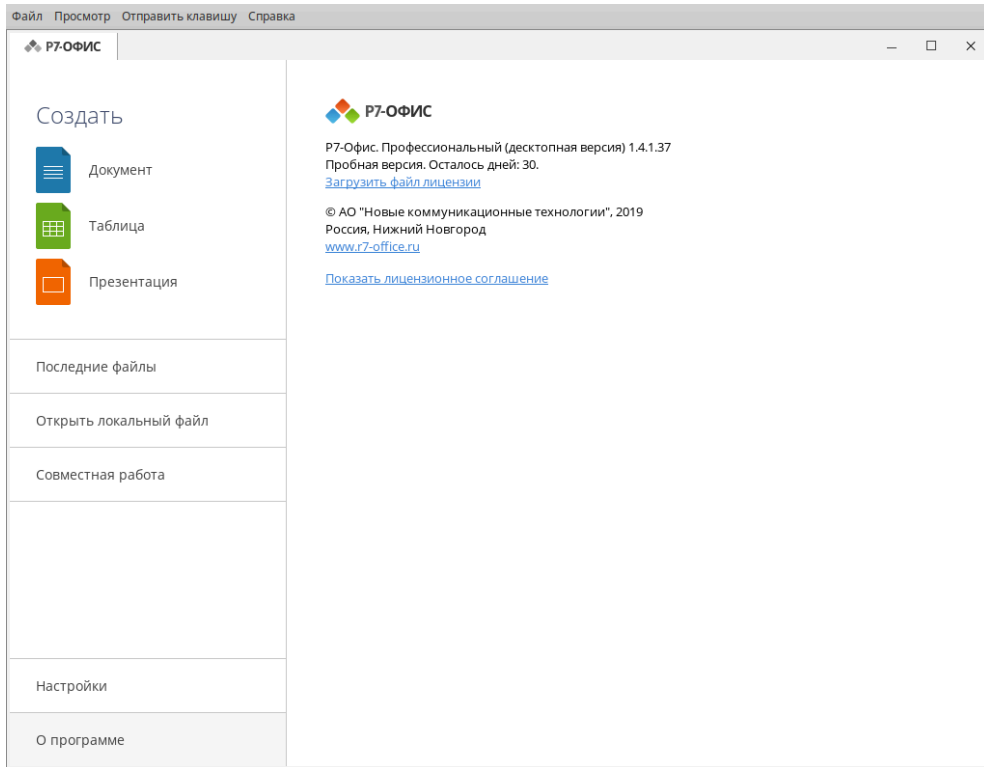 Файл Просмотр Отправить клавишу Справка
Р7-ОФИС
Создать
Документ
Таблица
Презентация
Последние файлы
Открыть локальный файл
Совместная работа
Настройки
О программе
Р7-ОФИС
Р7-Офис. Профессиональный (десктопная версия) 1.4.1.37
Пробная версия. Осталось дней: 30.
Загрузить файл лицензии
© АО "Новые коммуникационные технологии", 2019
Россия, Нижний Новгород
www.r7-office.ru
Показать лицензионное соглашение